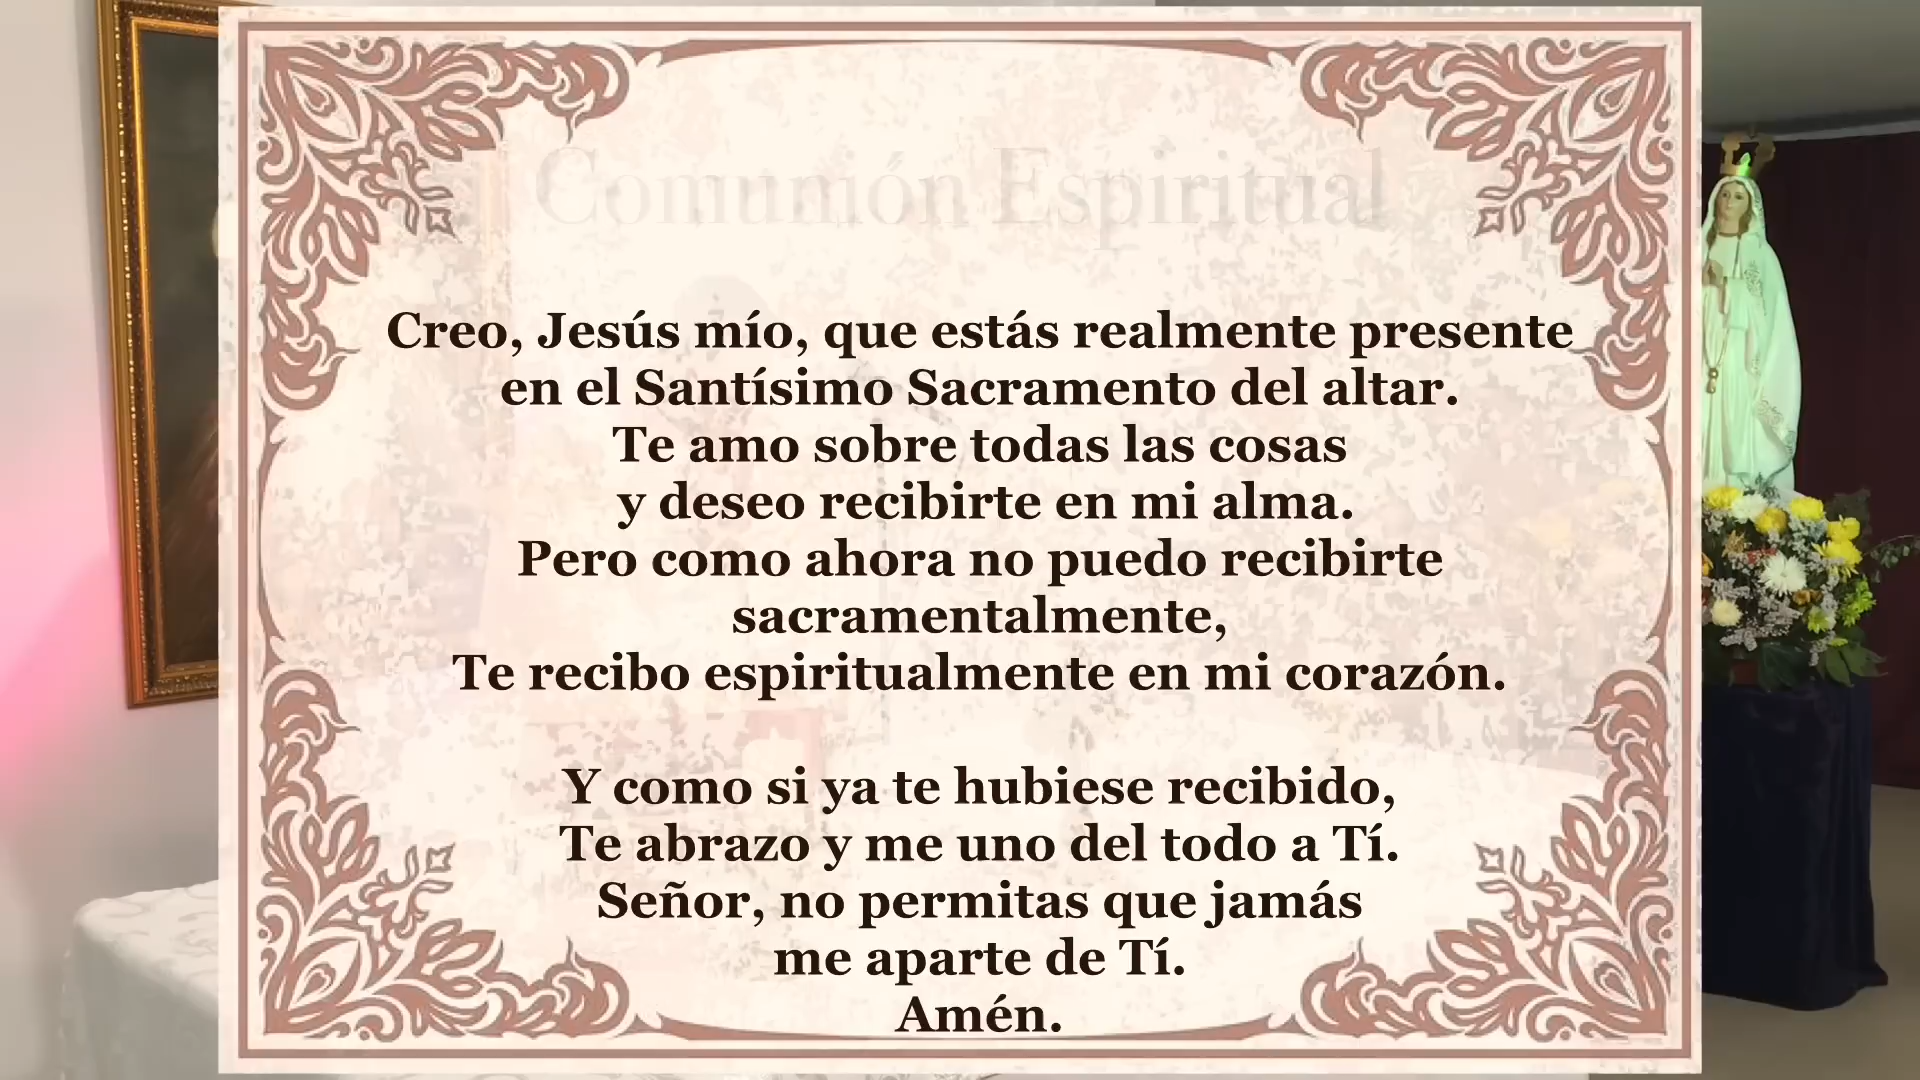 Comunión Espiritual
Creo, Jesús mío, que estás realmente presente
en el Santísimo Sacramento del altar.
Te amo sobre todas las cosas
y deseo recibirte en mi alma.
Pero como ahora no puedo recibirte
sacramentalmente,
Te recibo espiritualmente en mi corazón.
Y como si ya te hubiese recibido,
Te abrazo y me uno del todo a Tí.
Señor, no permitas que jamás
me aparte de Tí.
Amén.